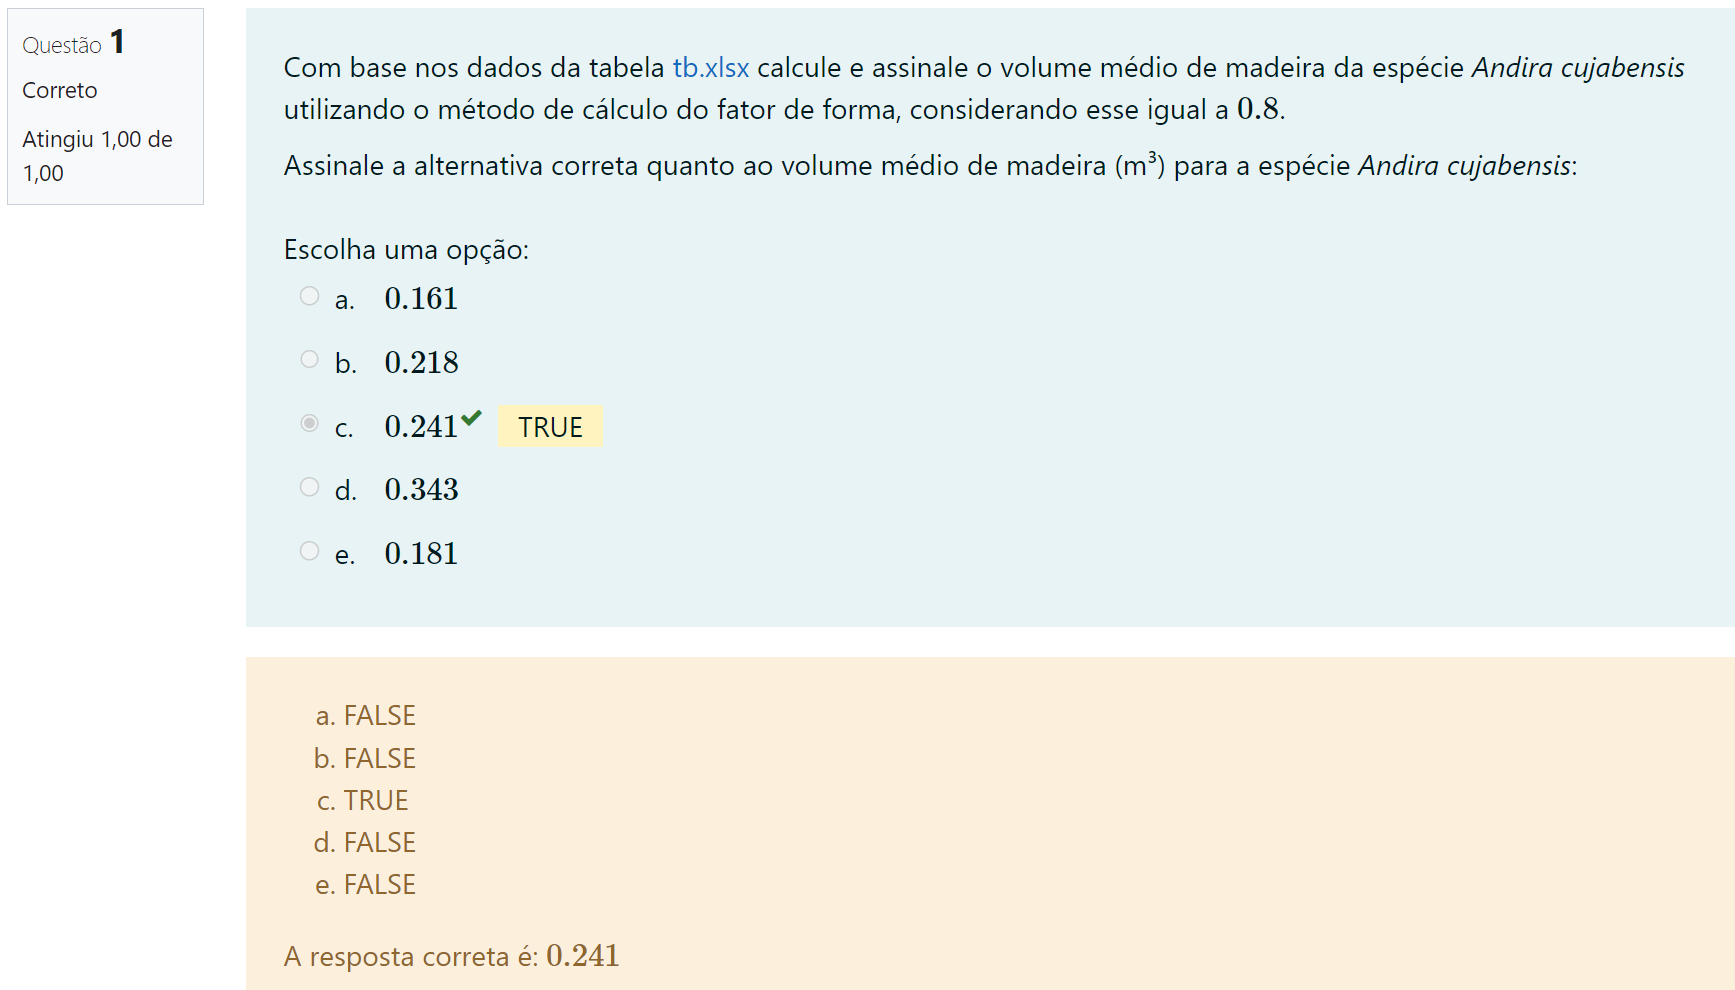 Questão 1
Correto
Atingiu 1,00 de
1,00
Com base nos dados da tabela tb.xlsx calcule e assinale o volume médio de madeira da espécie Andira cujabensis
utilizando o método de cálculo do fator de forma, considerando esse igual a 0.8.
Assinale a alternativa correta quanto ao volume médio de madeira (m³) para a espécie Andira cujabensis:
Escolha uma opção:
a. 0.161
b. 0.218
c. 0.241 TRUE
d. 0.343
e. 0.181
a. FALSE
b. FALSE
c. TRUE
d. FALSE
e. FALSE
A resposta correta é: 0.241